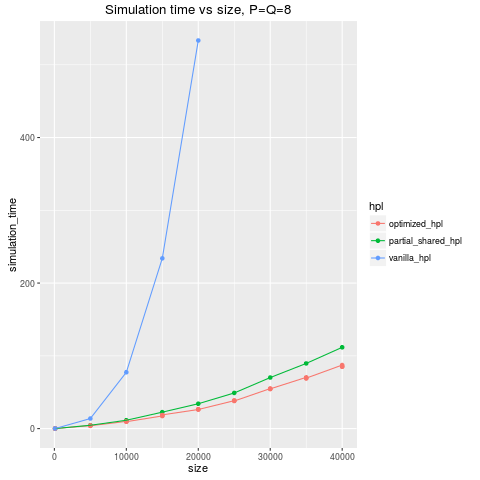 Simulation time vs size, P=Q=8
simulation_time
400
200
0
0 10000 20000 30000 40000
size
hpl
optimized_hpl
partial_shared_hpl
vanilla_hpl